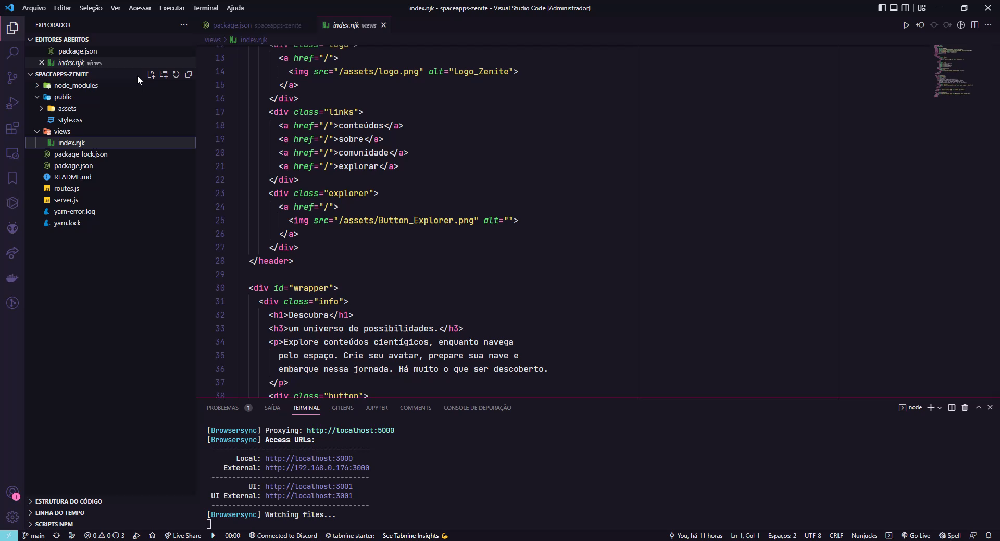 Arquivo Editar Seleção Ver Acessar Executar Terminal Ajuda
index.njk - spaceapps-zenite - Visual Studio Code [Administrador]
EXPLORADOR
EDITORES ABERTOS
package.json
index.njk views
SPACEAPPS-ZENITE
node_modules
public
assets
style.css
views
index.njk
package-lock.json
package.json
README.md
routes.js
server.js
yarn-error.log
yarn.lock
ESTRUTURA DO CÓDIGO
LINHA DO TEMPO
SCRIPTS NPM
package.json spaceapps-zenite
index.njk views
views > index.njk
12 <div class="logo">
13 <a href="/">
14 <img src="/assets/logo.png" alt="Logo_Zenite">
15 </a>
16 </div>
17 <div class="links">
18 <a href="/">conteúdos</a>
19 <a href="/">sobre</a>
20 <a href="/">comunidade</a>
21 <a href="/">explorar</a>
22 </div>
23 <div class="explorer">
24 <a href="/">
25 <img src="/assets/Button_Explorer.png" alt="">
26 </a>
27 </div>
28 </header>
29
30 <div id="wrapper">
31 <div class="info">
32 <h1>Descubra</h1>
33 <h3>um universo de possibilidades.</h3>
34 <p>Explore conteúdos cientígicos, enquanto navega
35 pelo espaço. Crie seu avatar, prepare sua nave e
36 embarque nessa jornada. Há muito o que ser descoberto.
37 </p>
38 <div class="button">
PROBLEMAS 3 SAÍDA TERMINAL GITLENS JUPYTER COMMENTS CONSOLE DE DEPURAÇÃO
node
[Browsersync] Proxying: http://localhost:5000
[Browsersync] Access URLs:
--------------------------------------
Local: http://localhost:3000
External: http://192.168.0.176:3000
--------------------------------------
UI: http://localhost:3001
UI External: http://localhost:3001
--------------------------------------
[Browsersync] Watching files...
1
main 0 0 3 Live Share 00:00 Connected to Discord tabnine starter: See Tabnine Insights 💪 You, há 11 horas Ln 1, Col 1 Espaços: 2 UTF-8 CRLF Nunjucks Go Live Spell